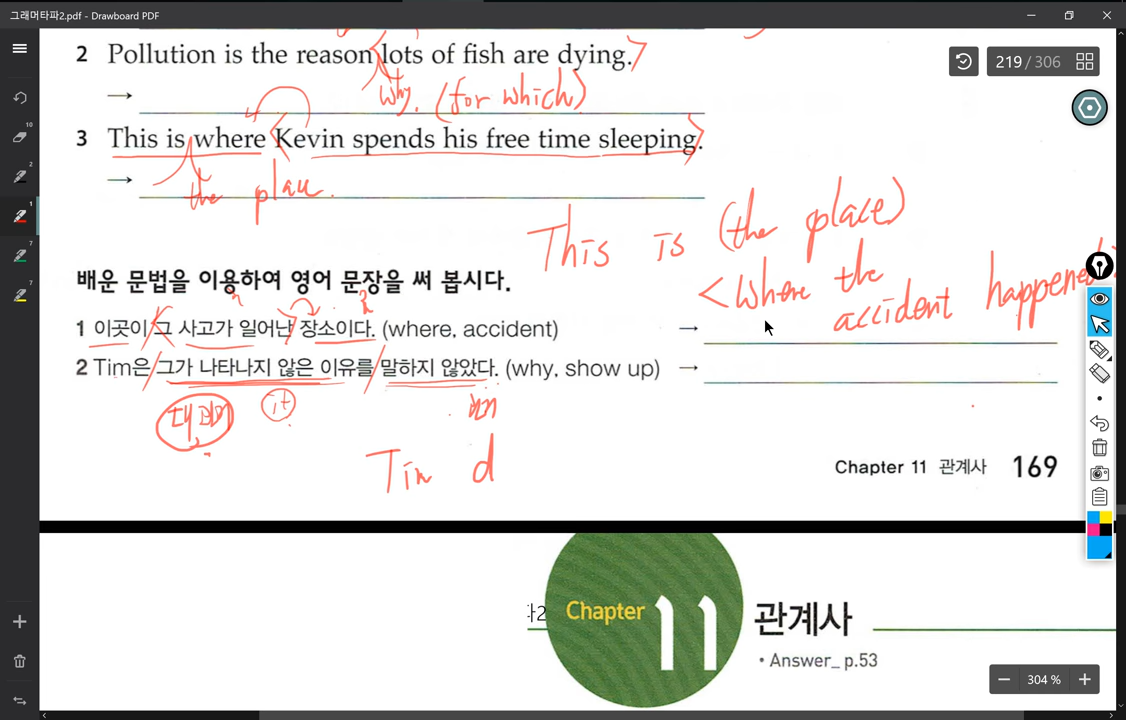 그래머타파2.pdf - Drawboard PDF
219 / 306
2 Pollution is the reason lots of fish are dying.
→ why. (for which)
3 This is where Kevin spends his free time sleeping.
→ the place.
This is (the place)
<where the accident happened>
배운 문법을 이용하여 영어 문장을 써 봅시다.
1 이곳이 그 사고가 일어난 장소이다. (where, accident) →
2 Tim은 그가 나타나지 않은 이유를 말하지 않았다. (why, show up) →
it
Tim d
Chapter 11 관계사 169
Chapter 11 관계사
• Answer_ p.53
304 %
10
2
1
7
7